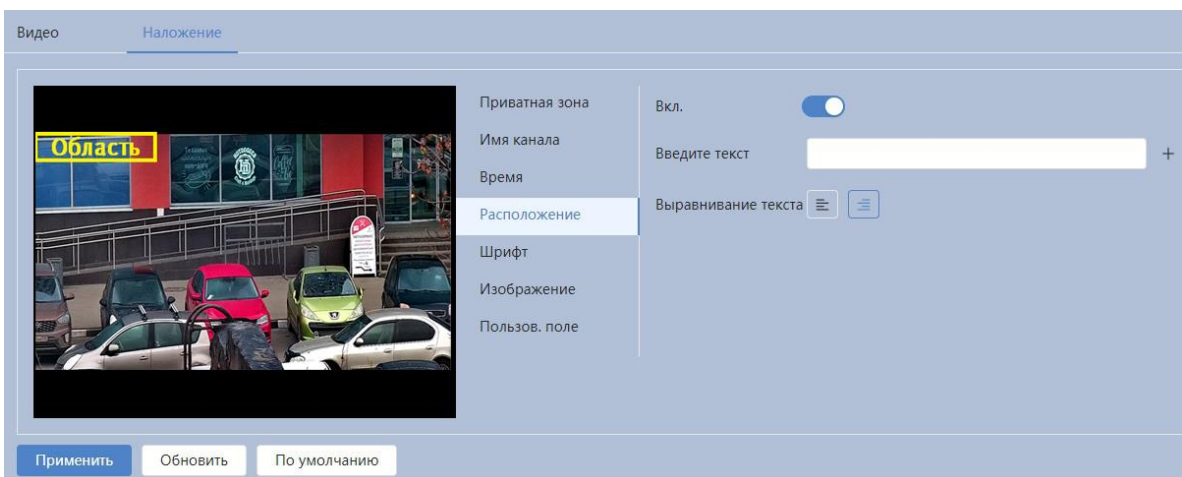 Видео
Наложение
Область
Приватная зона
Имя канала
Время
Расположение
Шрифт
Изображение
Пользов. поле
Вкл.
Введите текст
Выравнивание текста
Применить
Обновить
По умолчанию